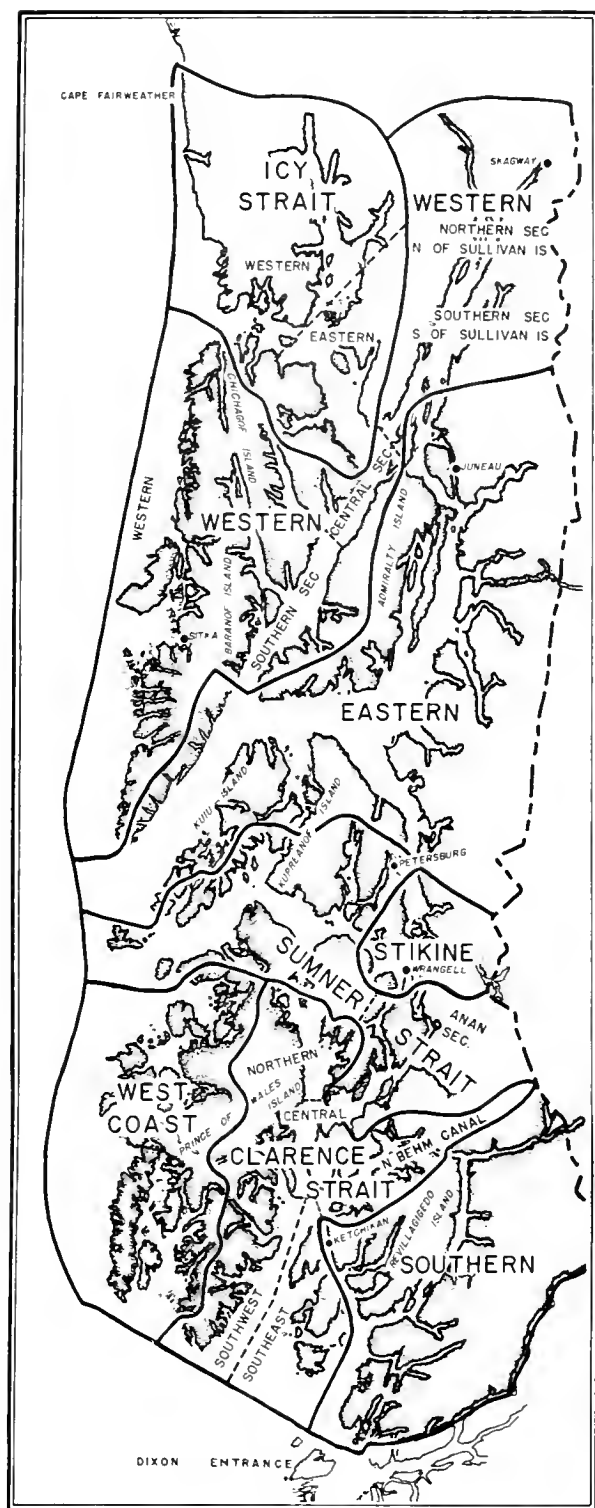 CAPE FAIRWEATHER
ICY
STRAIT
SKAGWAY
WESTERN
NORTHERN SEC
N OF SULLIVAN IS
WESTERN
SOUTHERN SEC
S OF SULLIVAN IS
EASTERN
CHICHAGOF ISLAND
JUNEAU
CENTRAL SEC
WESTERN
WESTERN
ADMIRALTY ISLAND
BARANOF ISLAND
SOUTHERN SEC
SITKA
EASTERN
KUIU ISLAND
KUPREANOF ISLAND
PETERSBURG
SUMNER
STRAIT
STIKINE
WRANGELL
ANAN
SEC.
NORTHERN
WEST
COAST
PRINCE OF WALES ISLAND
CENTRAL
CLARENCE
STRAIT
N BEHM CANAL
KETCHIKAN
REVILLAGIGEDO
ISLAND
SOUTHERN
SOUTHWEST
SOUTHEAST
DIXON ENTRANCE